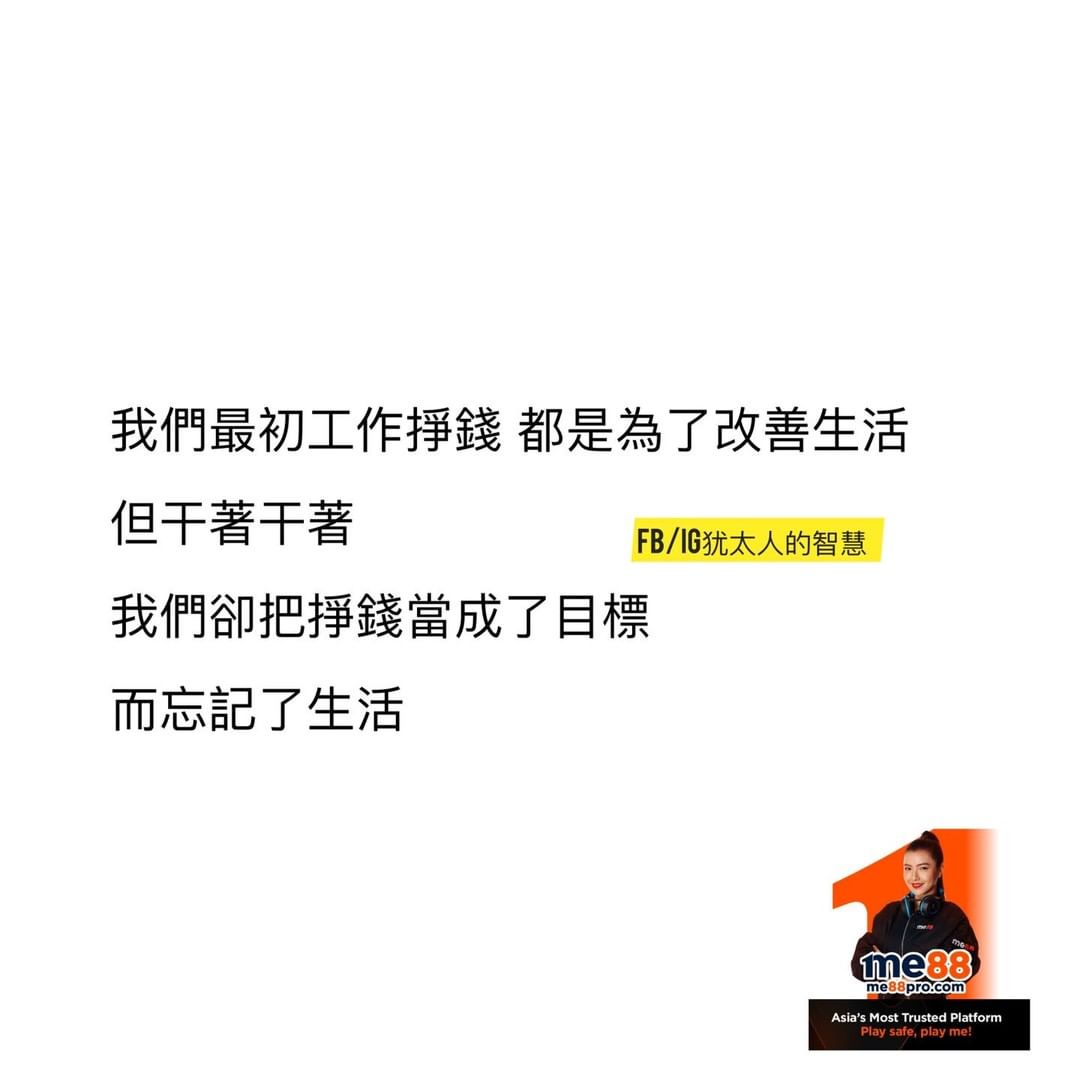 我們最初工作掙錢 都是為了改善生活
但干著干著
FB/IG犹太人的智慧
我們卻把掙錢當成了目標
而忘記了生活
me88
me88
1me88
me88pro.com
Asia's Most Trusted Platform
Play safe, play me!